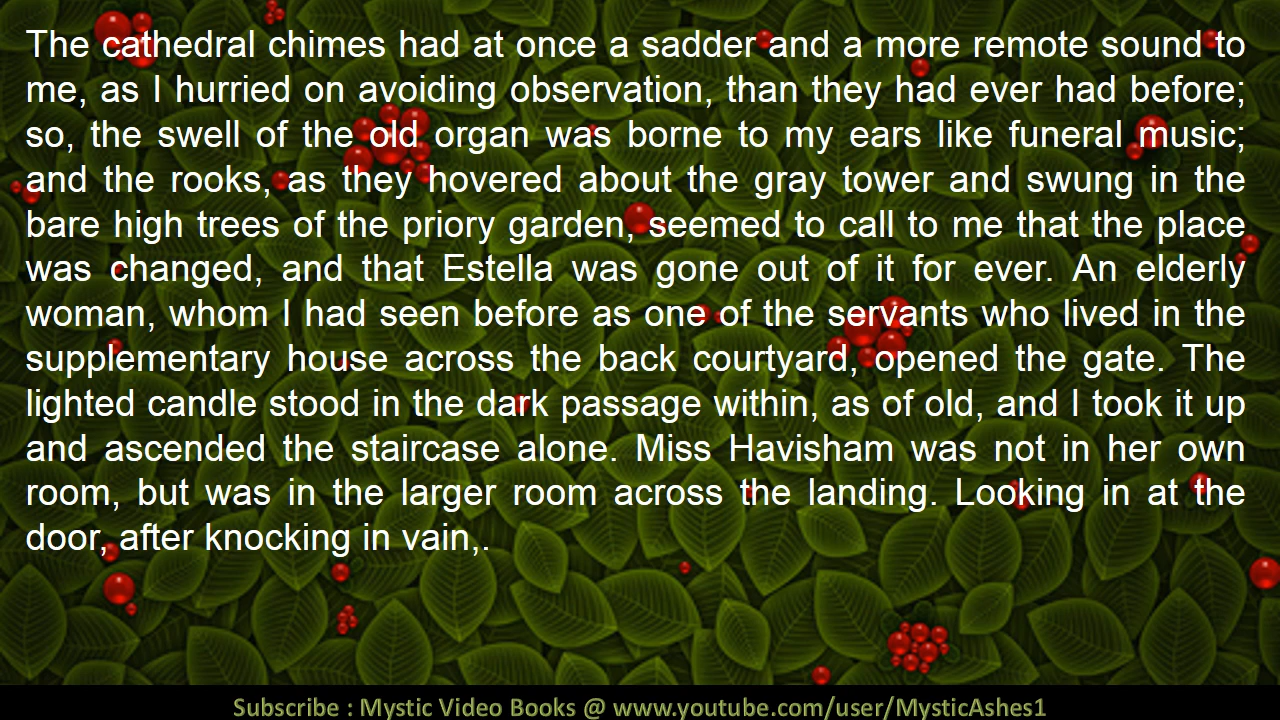 The cathedral chimes had at once a sadder and a more remote sound to
me, as I hurried on avoiding observation, than they had ever had before;
so, the swell of the old organ was borne to my ears like funeral music;
and the rooks, as they hovered about the gray tower and swung in the
bare high trees of the priory garden, seemed to call to me that the place
was changed, and that Estella was gone out of it for ever. An elderly
woman, whom I had seen before as one of the servants who lived in the
supplementary house across the back courtyard, opened the gate. The
lighted candle stood in the dark passage within, as of old, and I took it up
and ascended the staircase alone. Miss Havisham was not in her own
room, but was in the larger room across the landing. Looking in at the
door, after knocking in vain,.
Subscribe : Mystic Video Books @ www.youtube.com/user/MysticAshes1